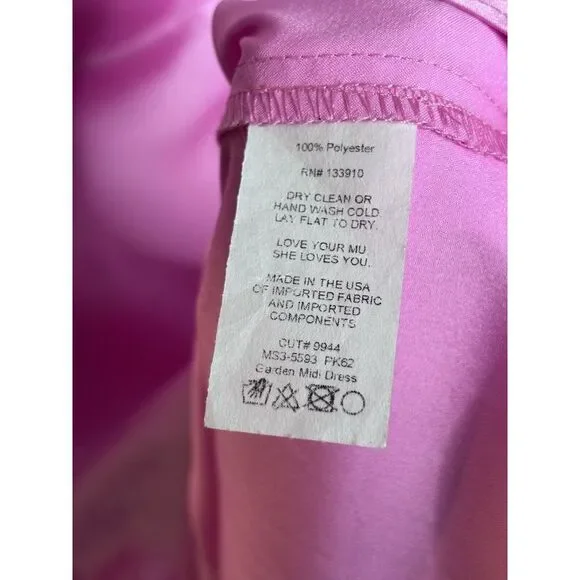 100% Polyester
RN# 133910
DRY CLEAN OR
HAND WASH COLD
LAY FLAT TO DRY.
LOVE YOUR MU
SHE LOVES YOU.
MADE IN THE USA
OF IMPORTED FABRIC
AND IMPORTED
COMPONENTS
CUT# 9944
MS3-5593 PK62
Garden Midi Dress